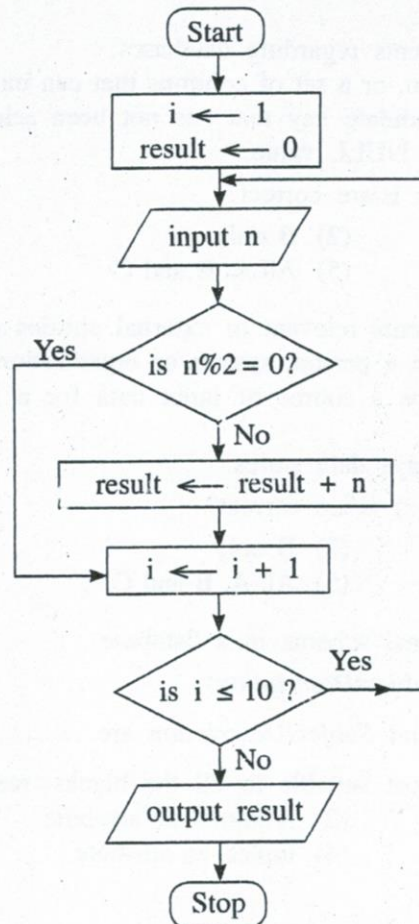 Start
i ← 1
result ← 0
input n
is n%2 = 0?
Yes
No
result ← result + n
i ← i + 1
is i ≤ 10 ?
Yes
No
output result
Stop